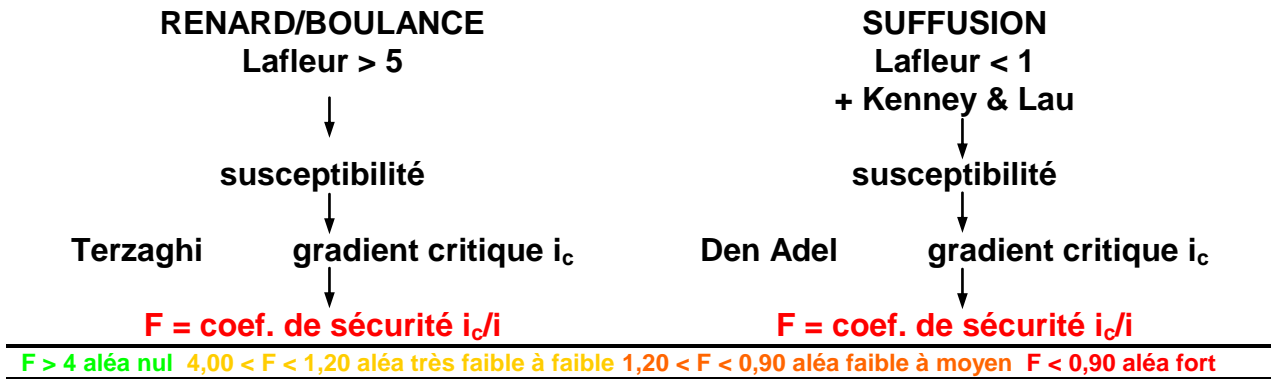 RENARD/BOULANCE
Lafleur > 5
susceptibilité
Terzaghi gradient critique ic
F = coef. de sécurité ic/i
SUFFUSION
Lafleur < 1
+ Kenney & Lau
susceptibilité
Den Adel gradient critique ic
F = coef. de sécurité ic/i
F > 4 aléa nul 4,00 < F < 1,20 aléa très faible à faible 1,20 < F < 0,90 aléa faible à moyen F < 0,90 aléa fort